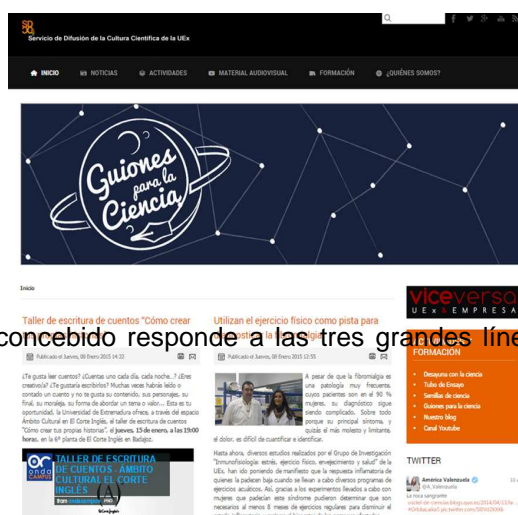 Servicio de Difusión de la Cultura Científica de la UEx
INICIO NOTICIAS ACTIVIDADES MATERIAL AUDIOVISUAL FORMACIÓN ¿QUIÉNES SOMOS?
Guiones
para la
Ciencia
Inicio
Taller de escritura de cuentos "Cómo crear
Publicado el Jueves, 08 Enero 2015 14:22
¿Te gusta leer cuentos? ¿Cuentas uno cada día, cada noche...? ¿Eres
creativo/a? ¿Te gustaría escribirlos? Muchas veces habrás leído o
contado un cuento y no te gusta su contenido, sus personajes, su
final, su moraleja, su forma de abordar un tema o valor... Esta es tu
oportunidad, la Universidad de Extremadura ofrece, a través del espacio
Ámbito Cultural en El Corte Inglés, el taller de escritura de cuentos
"Cómo crear tus propias historias", el jueves, 15 de enero, a las 19:00
horas, en la 6ª planta de El Corte Inglés en Badajoz.
onda
CAMPUS
TALLER DE ESCRITURA
DE CUENTOS - ÁMBITO
CULTURAL EL CORTE
INGLÉS
from
Utilizan el ejercicio físico como pista para
Publicado el Jueves, 08 Enero 2015 12:55
A pesar de que la fibromialgia es
una patología muy frecuente,
cuyos pacientes son en el 90 %
mujeres, su diagnóstico sigue
siendo complicado. Sobre todo
porque su principal síntoma, y
quizás el más molesto y limitante,
el dolor, es difícil de cuantificar e identificar.
Hasta ahora, diversos estudios realizados por el Grupo de Investigación
"Inmunofisiología: estrés, ejercicio físico, envejecimiento y salud" de la
UEx, han ido poniendo de manifiesto que la respuesta inflamatoria de
quienes la padecen baja cuando se llevan a cabo diversos programas de
ejercicios acuáticos. Así, gracias a los experimentos llevados a cabo con
mujeres que padecían este síndrome pudieron determinar que son
necesarios al menos 8 meses de ejercicios regulares para disminuir el
concebido responde a las tres grandes líne
viceversa
UEx & EMPRESA
FORMACIÓN
Desayuna con la ciencia
Tubo de Ensayo
Semillas de ciencia
Guiones para la ciencia
Nuestro blog
Canal Youtube
TWITTER
América Valenzuela
@A_Valenzuela
La roca sangrante